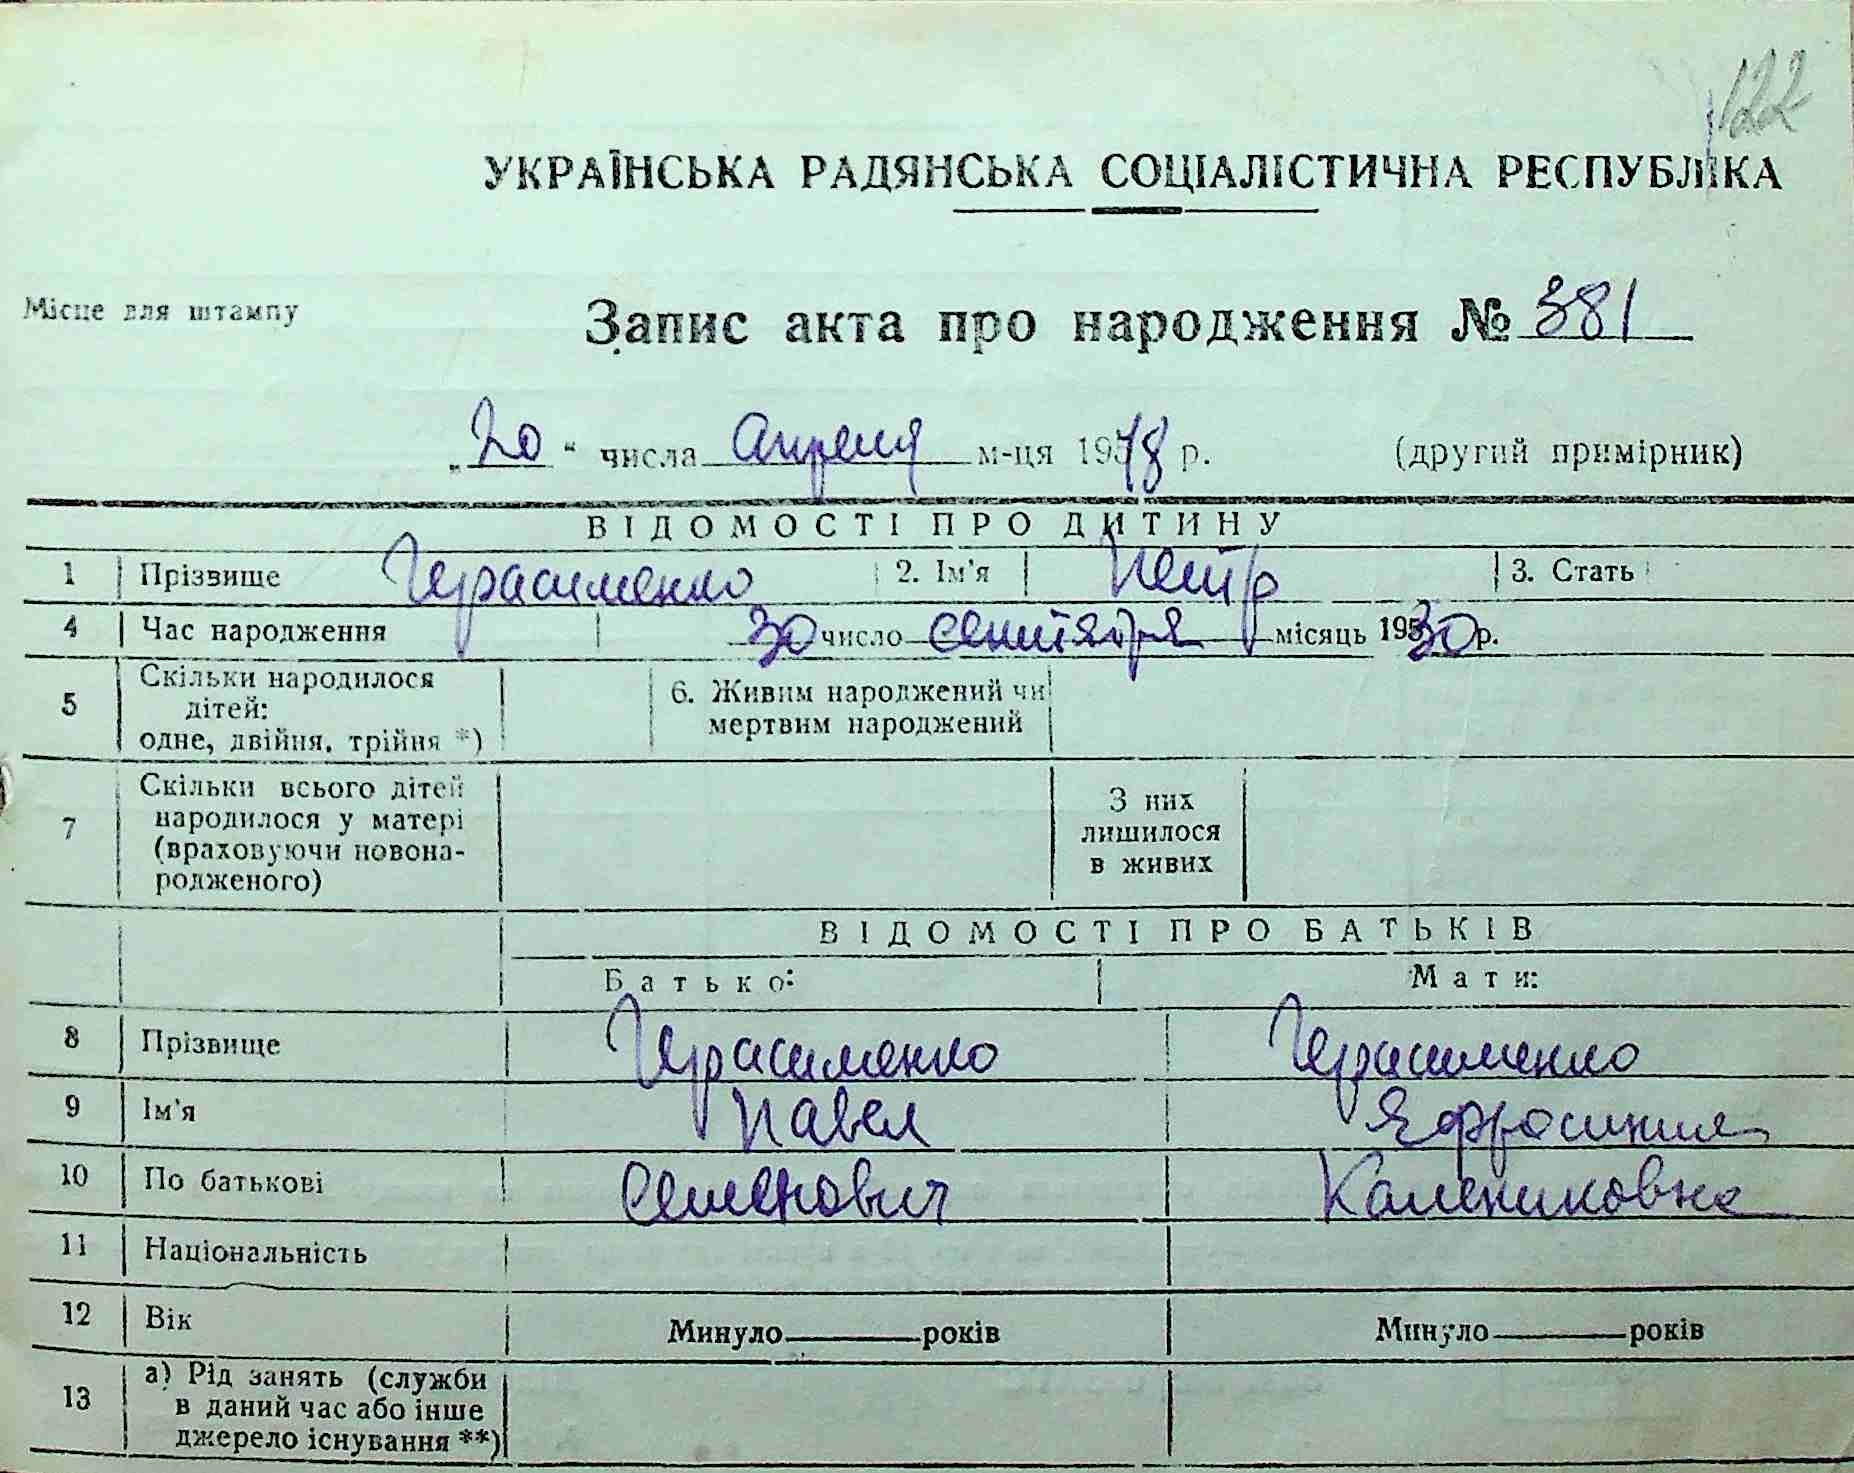 122
УКРАЇНСЬКА РАДЯНСЬКА СОЦІАЛІСТИЧНА РЕСПУБЛІКА
Місце для штампу
Запис акта про народження № 381
„20“ числа Апреля м-ця 1948 р. (другий примірник)
ВІДОМОСТІ ПРО ДИТИНУ
1 Прізвище Герасименко 2. Ім'я Петр 3. Стать
4 Час народження 30 число сентября місяць 1930 р.
5 Скільки народилося дітей: одне, двійня, трійня *) 6. Живим народжений чи мертвим народжений
7 Скільки всього дітей народилося у матері (враховуючи новонародженого) З них лишилося в живих
ВІДОМОСТІ ПРО БАТЬКІВ
Батько: Мати:
8 Прізвище Герасименко Герасименко
9 Ім'я Павел Ефросиния
10 По батькові Семенович Калениковна
11 Національність
12 Вік Минуло років Минуло років
13 а) Рід занять (служби в даний час або інше джерело існування **)